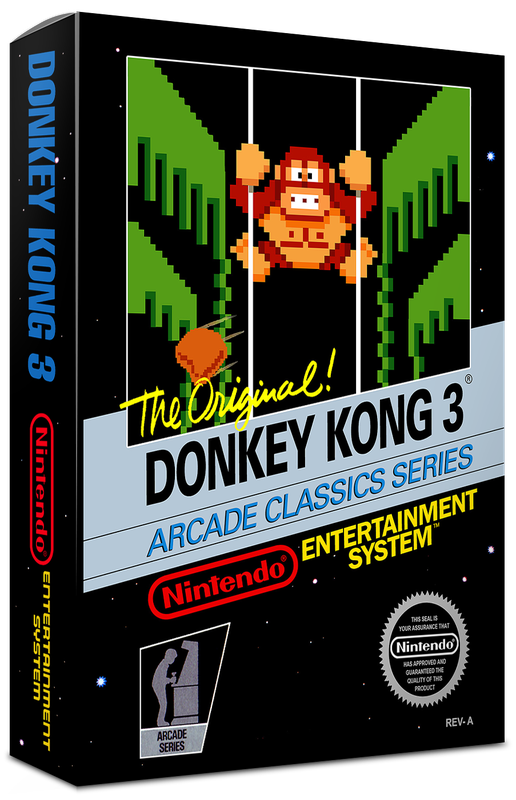 DONKEY KONG 3
Nintendo
ENTERTAINMENT
SYSTEM
The Original!
DONKEY KONG 3®
ARCADE CLASSICS SERIES
Nintendo®
ENTERTAINMENT
SYSTEM™
ARCADE
SERIES
THIS SEAL IS
YOUR ASSURANCE THAT
Nintendo
HAS APPROVED AND
GUARANTEED THE
QUALITY OF THIS
PRODUCT
REV-A